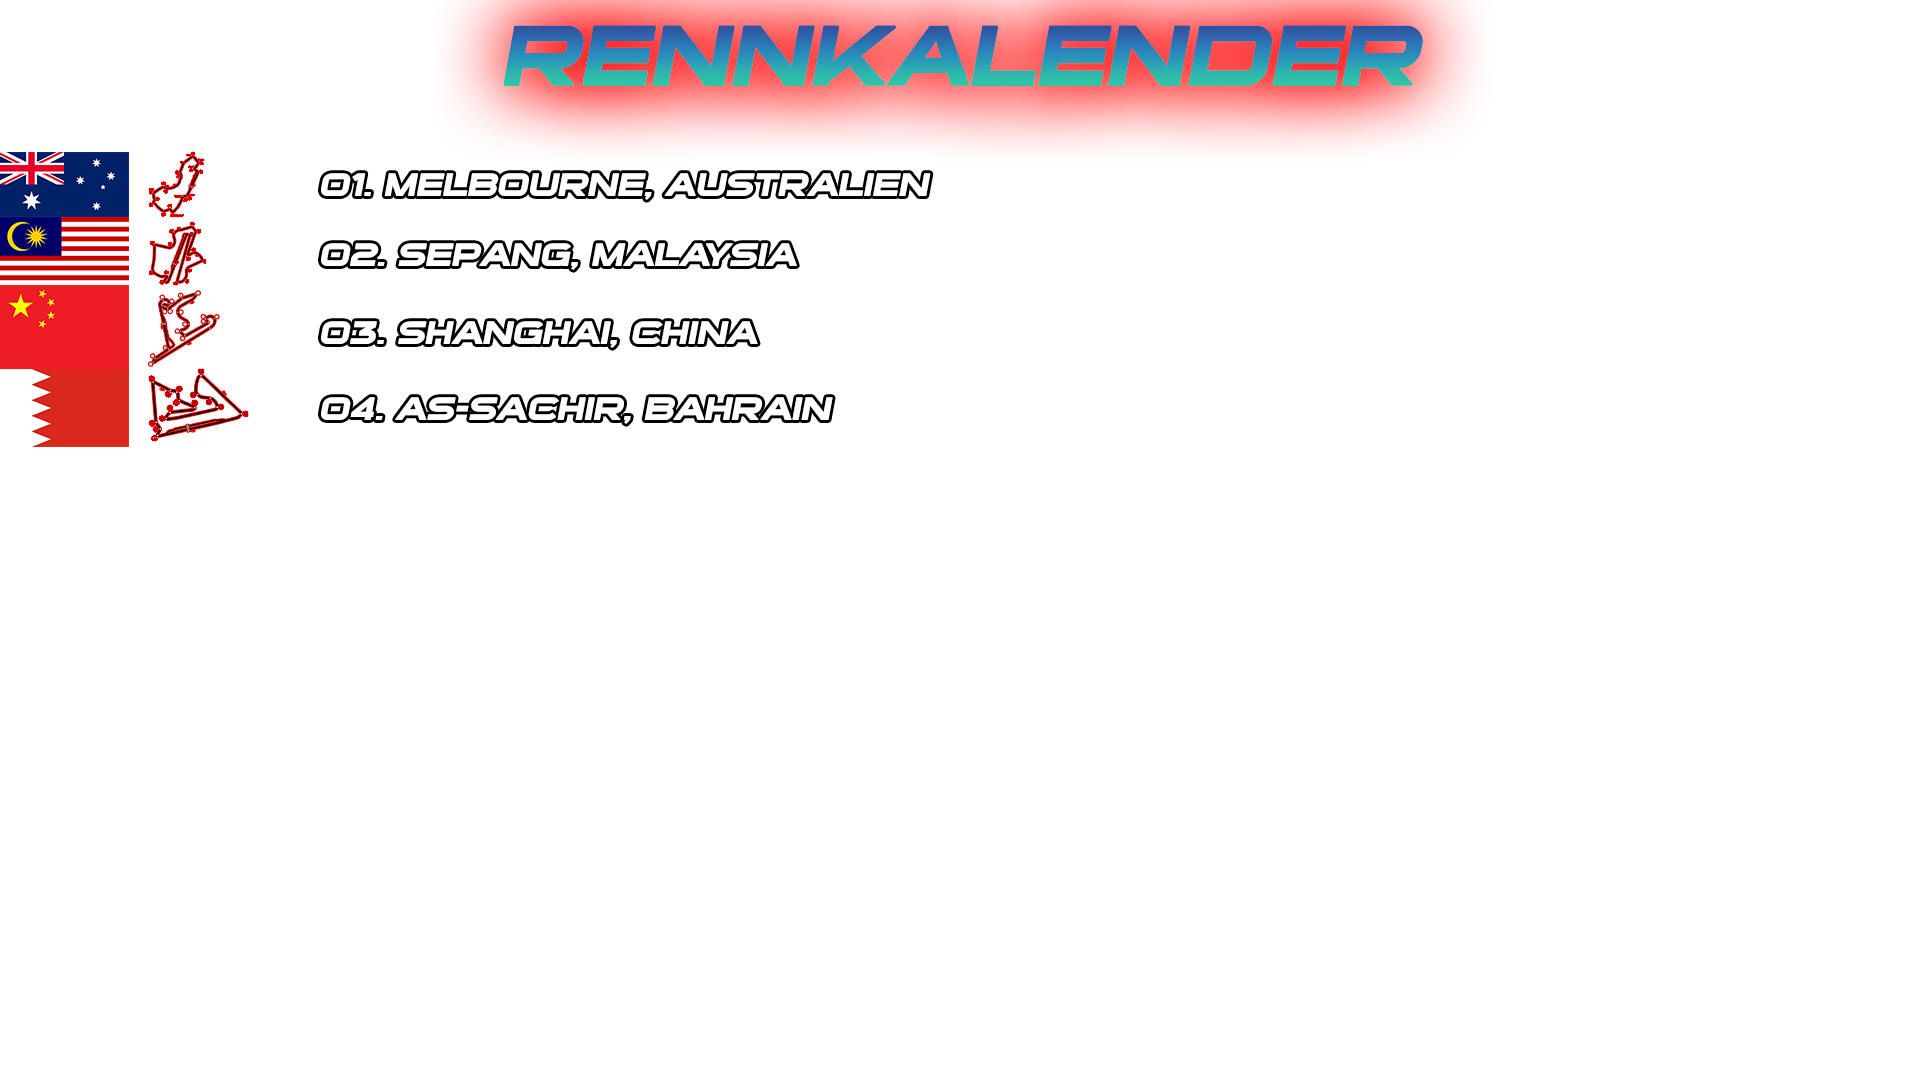 RENNKALENDER
01. MELBOURNE, AUSTRALIEN
02. SEPANG, MALAYSIA
03. SHANGHAI, CHINA
04. AS-SACHIR, BAHRAIN